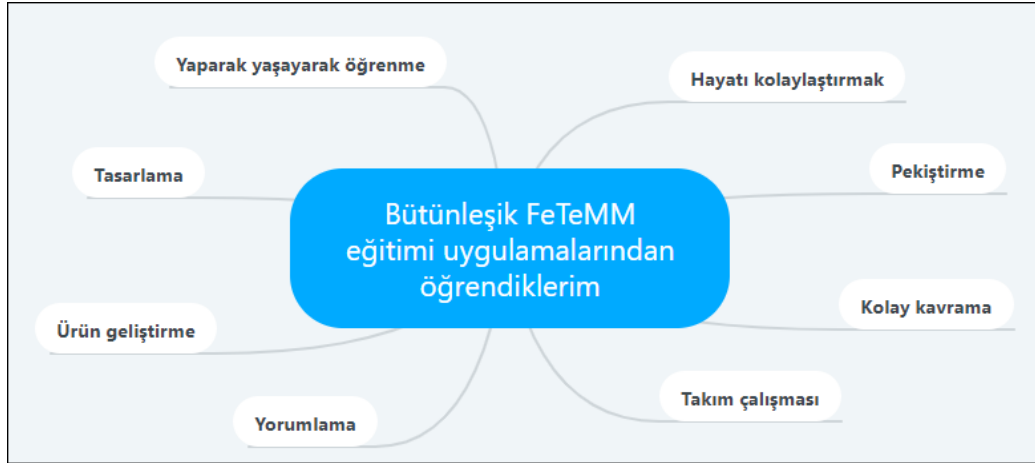 Yaparak yaşayarak öğrenme
Hayatı kolaylaştırmak
Tasarlama
Pekiştirme
Bütünleşik FeTeMM
eğitimi uygulamalarından
öğrendiklerim
Ürün geliştirme
Kolay kavrama
Yorumlama
Takım çalışması